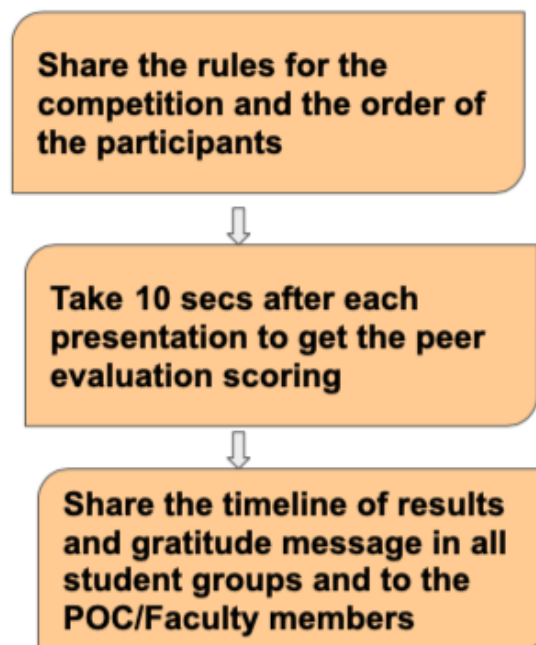 Share the rules for the
competition and the order of
the participants
Take 10 secs after each
presentation to get the peer
evaluation scoring
Share the timeline of results
and gratitude message in all
student groups and to the
POC/Faculty members